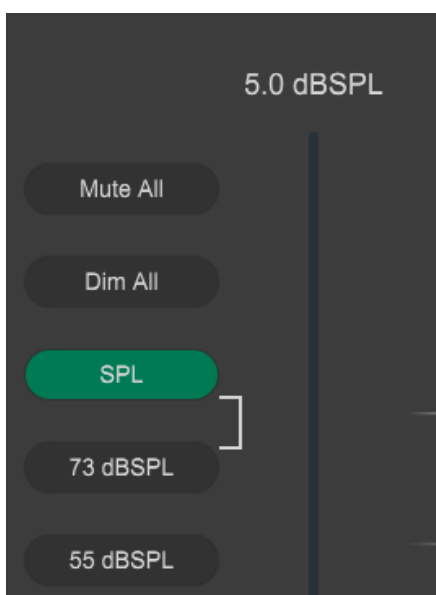 5.0 dBSPL
Mute All
Dim All
SPL
73 dBSPL
55 dBSPL